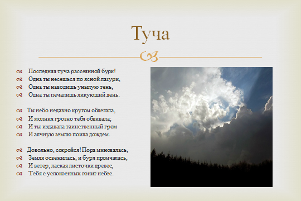 Туча
Последняя туча рассеянной бури!
Одна ты несёшься по ясной лазури,
Одна ты наводишь унылую тень,
Одна ты печалишь ликующий день.
Ты небо недавно кругом облегала,
И молния грозно тебя обвивала;
И ты издавала таинственный гром
И алчную землю поила дождем.
Довольно, сокройся! Пора миновалась,
Земля освежилась, и буря промчалась,
И ветер, лаская листочки древес,
Тебя с успокоенных гонит небес.